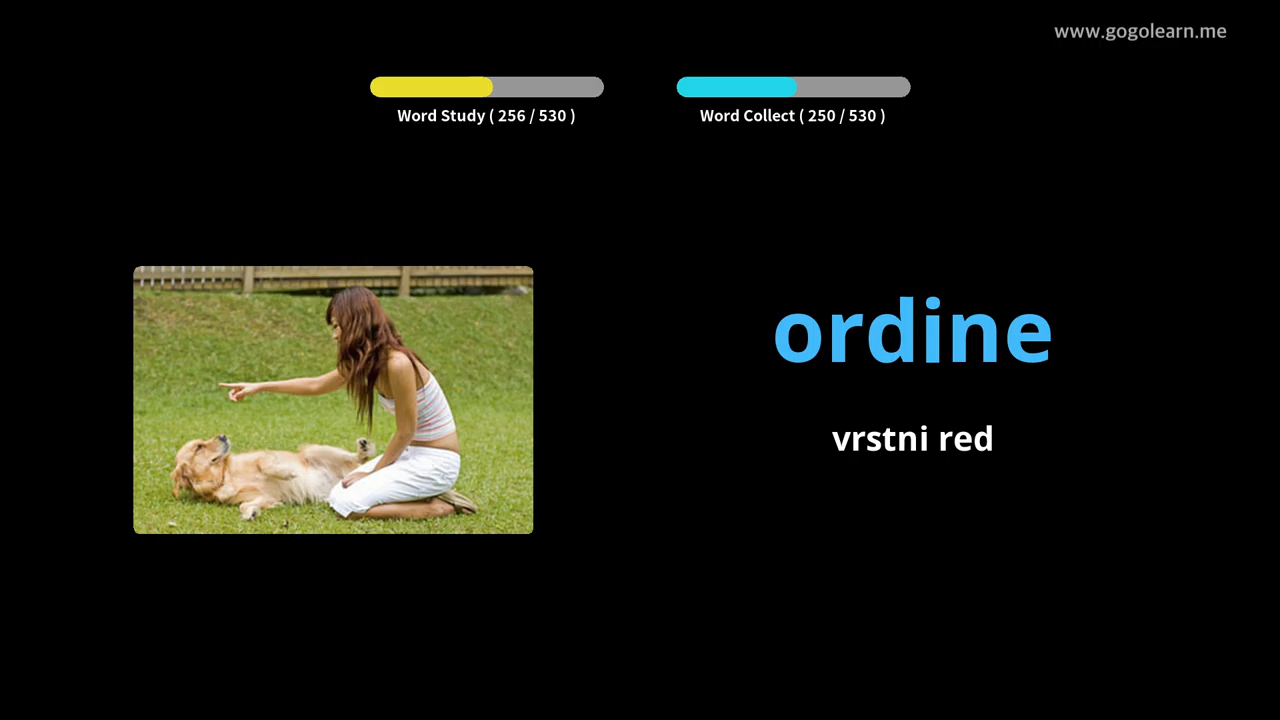 www.gogolearn.me
Word Study ( 256 / 530 )
Word Collect ( 250 / 530 )
ordine
vrstni red